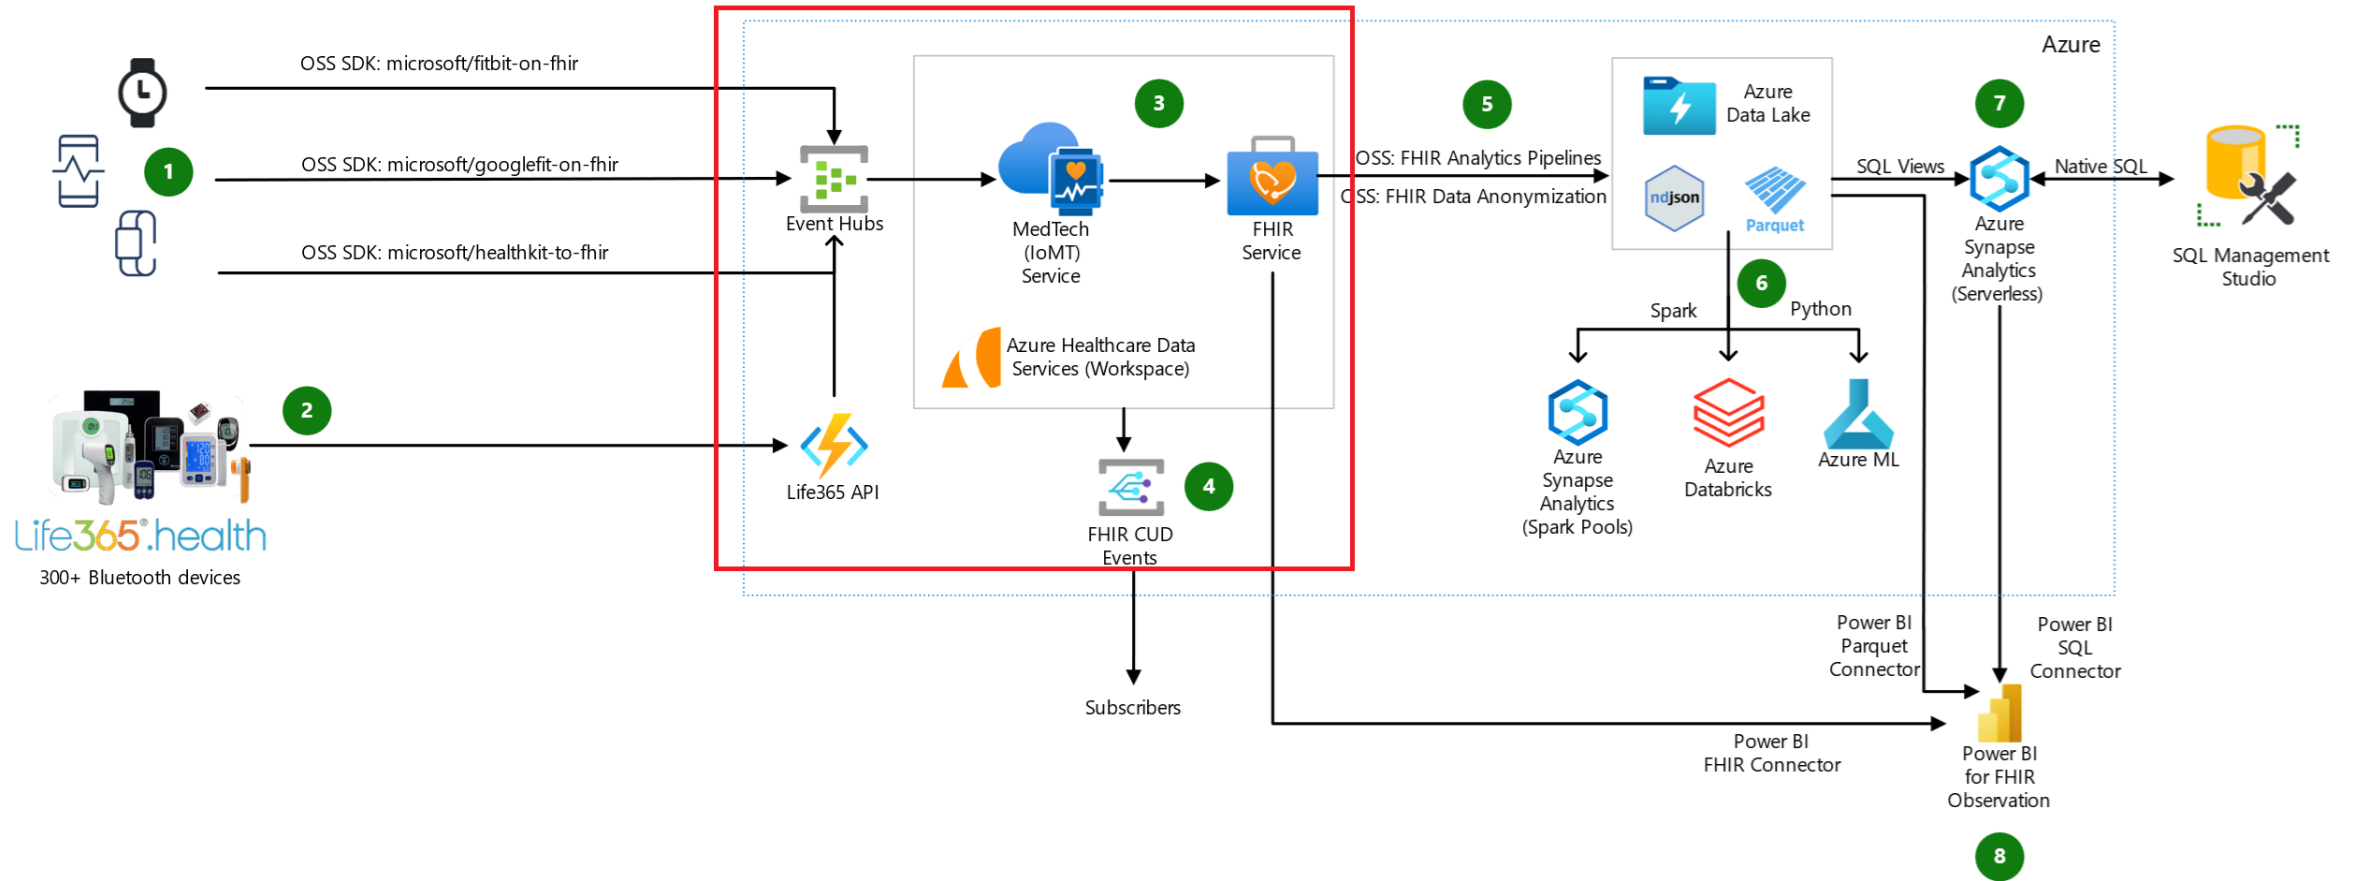 OSS SDK: microsoft/fitbit-on-fhir
1
OSS SDK: microsoft/googlefit-on-fhir
OSS SDK: microsoft/healthkit-to-fhir
2
Life365®.health
300+ Bluetooth devices
Azure
Event Hubs
3
MedTech
(IoMT)
Service
FHIR
Service
Azure Healthcare Data
Services (Workspace)
Life365 API
4
FHIR CUD
Events
Subscribers
5
OSS: FHIR Analytics Pipelines
OSS: FHIR Data Anonymization
Azure
Data Lake
ndjson
Parquet
6
Spark
Python
Azure
Synapse
Analytics
(Spark Pools)
Azure
Databricks
Azure ML
SQL Views
7
Azure
Synapse
Analytics
(Serverless)
Native SQL
SQL Management
Studio
Power BI
Parquet
Connector
Power BI
SQL
Connector
Power BI
FHIR Connector
Power BI
for FHIR
Observation
8